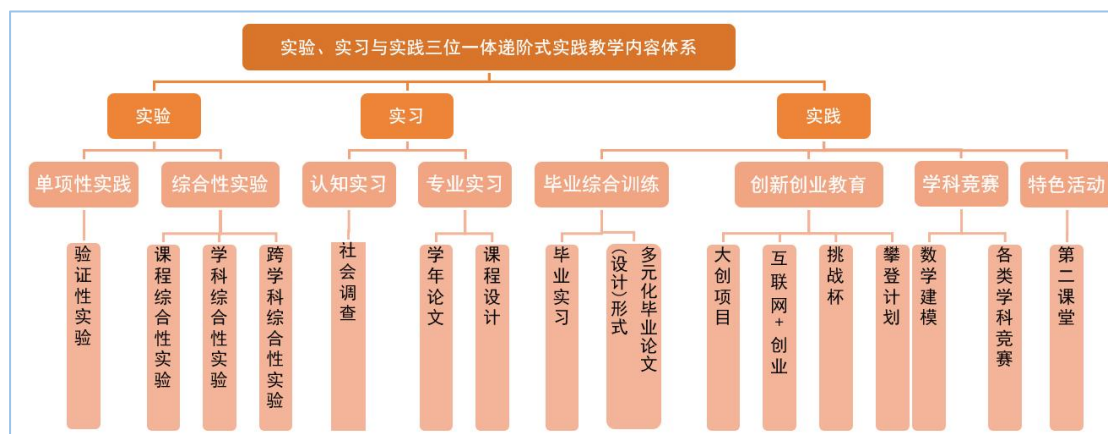 实验、实习与实践三位一体递阶式实践教学内容体系
实验
实习
实践
单项性实践
综合性实验
认知实习
专业实习
毕业综合训练
创新创业教育
学科竞赛
特色活动
验证性实验
课程综合性实验
学科综合性实验
跨学科综合性实验
社会调查
学年论文
课程设计
毕业实习
多元化毕业论文
(设计)形式
大创项目
互联网+创业
挑战杯
攀登计划
数学建模
各类学科竞赛
第二课堂